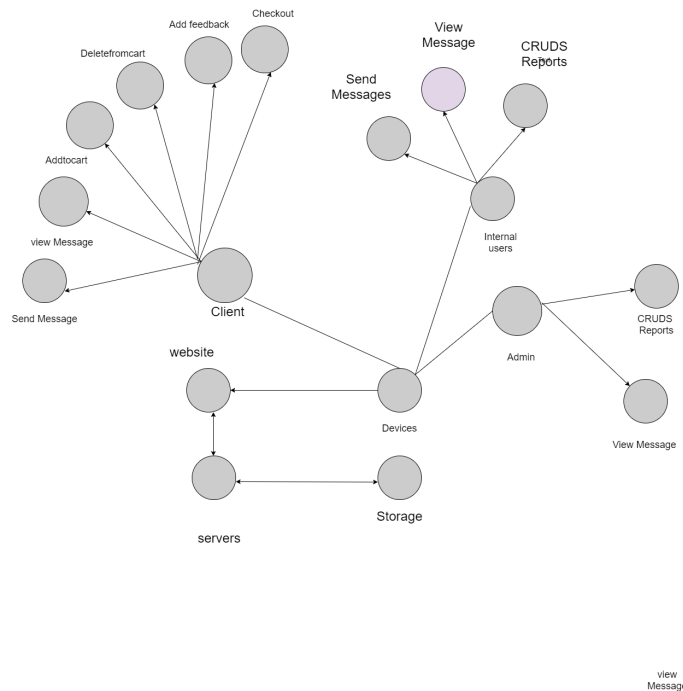 Checkout
Add feedback
View
Message
CRUDS
Reports
Deletefromcart
Send
Messages
Addtocart
view Message
Internal
users
Send Message
Client
CRUDS
Reports
Admin
website
Devices
View Message
Storage
servers
view
Message